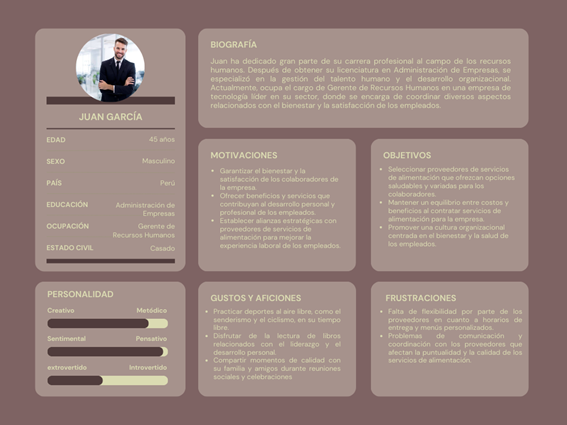 JUAN GARCÍA
EDAD 45 años
SEXO Masculino
PAÍS Perú
EDUCACIÓN Administración de
Empresas
OCUPACIÓN Gerente de
Recursos Humanos
ESTADO CIVIL Casado
PERSONALIDAD
Creativo Metódico
Sentimental Pensativo
extrovertido Introvertido
BIOGRAFÍA
Juan ha dedicado gran parte de su carrera profesional al campo de los recursos
humanos. Después de obtener su licenciatura en Administración de Empresas, se
especializó en la gestión del talento humano y el desarrollo organizacional.
Actualmente, ocupa el cargo de Gerente de Recursos Humanos en una empresa de
tecnología líder en su sector, donde se encarga de coordinar diversos aspectos
relacionados con el bienestar y la satisfacción de los empleados.
MOTIVACIONES
• Garantizar el bienestar y la
satisfacción de los colaboradores de
la empresa.
• Ofrecer beneficios y servicios que
contribuyan al desarrollo personal y
profesional de los empleados.
• Establecer alianzas estratégicas con
proveedores de servicios de
alimentación para mejorar la
experiencia laboral de los empleados.
OBJETIVOS
• Seleccionar proveedores de servicios
de alimentación que ofrezcan opciones
saludables y variadas para los
colaboradores.
• Mantener un equilibrio entre costos y
beneficios al contratar servicios de
alimentación para la empresa.
• Promover una cultura organizacional
centrada en el bienestar y la salud de
los empleados.
GUSTOS Y AFICIONES
• Practicar deportes al aire libre, como el
senderismo y el ciclismo, en su tiempo
libre.
• Disfrutar de la lectura de libros
relacionados con el liderazgo y el
desarrollo personal.
• Compartir momentos de calidad con
su familia y amigos durante reuniones
sociales y celebraciones
FRUSTRACIONES
• Falta de flexibilidad por parte de los
proveedores en cuanto a horarios de
entrega y menús personalizados.
• Problemas de comunicación y
coordinación con los proveedores que
afectan la puntualidad y la calidad de los
servicios de alimentación.